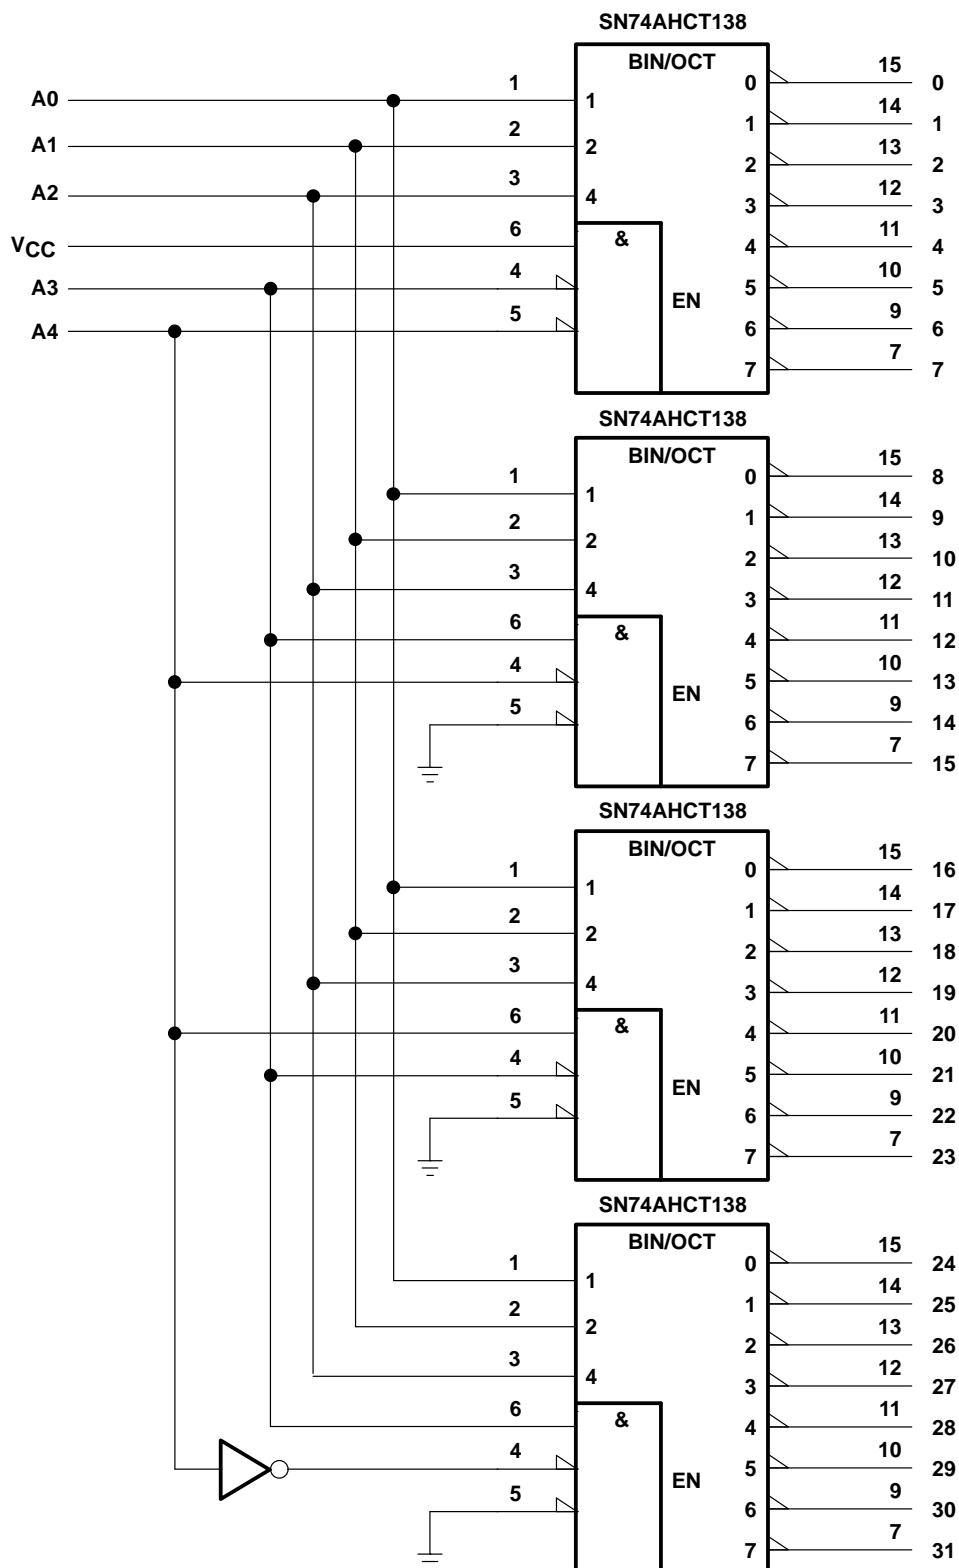 SN74AHCT138
BIN/OCT
A0 1 1 0 15 0
A1 2 2 1 14 1
A2 3 4 2 13 2
3 12 3
VCC 6 & 4 11 4
A3 4 5 10 5
A4 5 EN 6 9 6
7 7 7
SN74AHCT138
BIN/OCT
1 1 0 15 8
2 2 1 14 9
3 4 2 13 10
3 12 11
6 & 4 11 12
4 5 10 13
5 EN 6 9 14
7 7 15
SN74AHCT138
BIN/OCT
1 1 0 15 16
2 2 1 14 17
3 4 2 13 18
3 12 19
6 & 4 11 20
4 5 10 21
5 EN 6 9 22
7 7 23
SN74AHCT138
BIN/OCT
1 1 0 15 24
2 2 1 14 25
3 4 2 13 26
3 12 27
6 & 4 11 28
4 5 10 29
5 EN 6 9 30
7 7 31